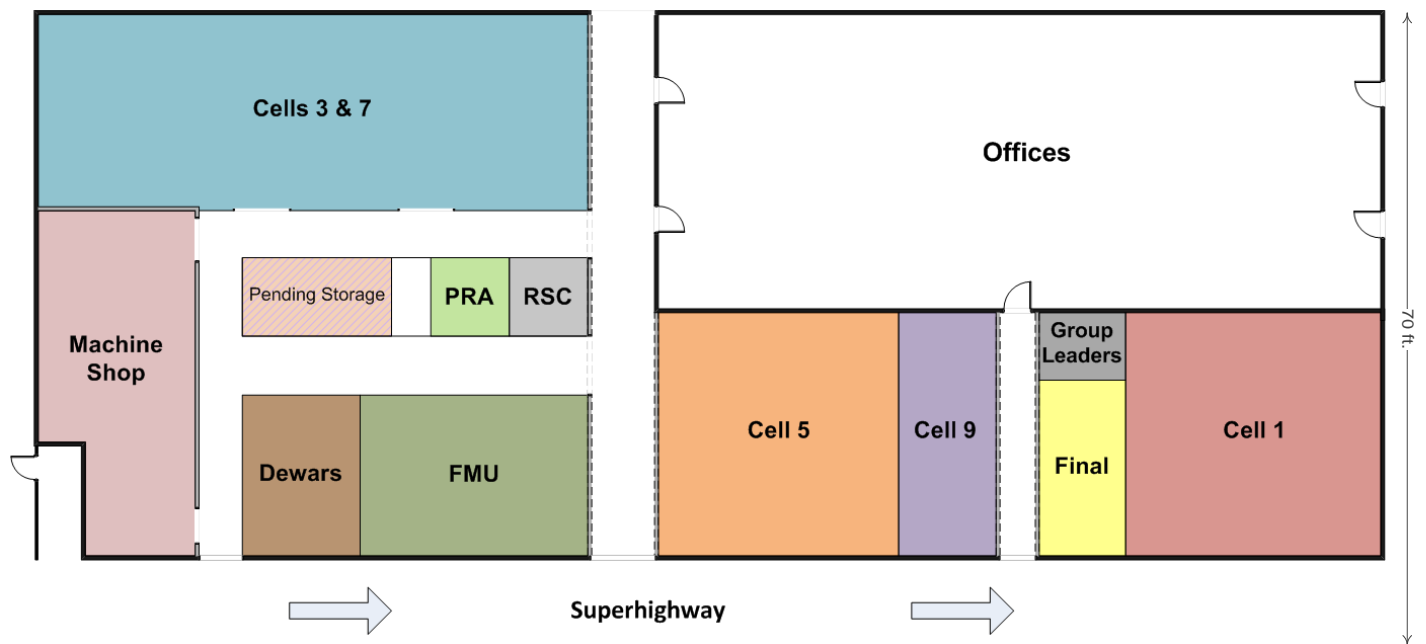 Cells 3 & 7
Offices
Pending Storage
PRA
RSC
Machine
Shop
Group
Leaders
70 ft.
Cell 5
Cell 9
Cell 1
Final
Dewars
FMU
Superhighway